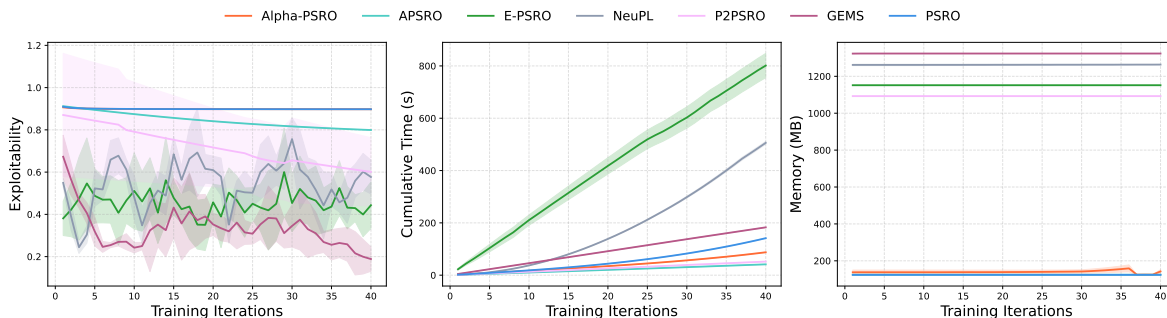 Alpha-PSRO APSRO E-PSRO NeuPL P2PSRO GEMS PSRO
Exploitability
1.2
1.0
0.8
0.6
0.4
0.2
0 5 10 15 20 25 30 35 40
Training Iterations
Cumulative Time (s)
800
600
400
200
0
0 5 10 15 20 25 30 35 40
Training Iterations
Memory (MB)
1200
1000
800
600
400
200
0 5 10 15 20 25 30 35 40
Training Iterations